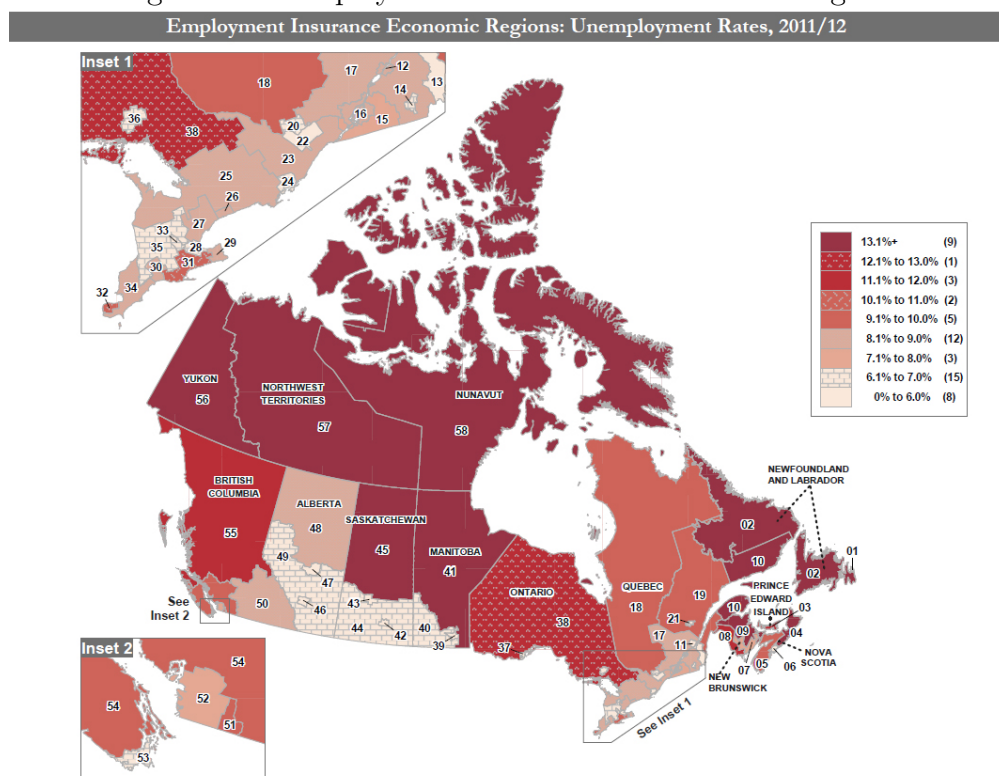 Employment Insurance Economic Regions: Unemployment Rates, 2011/12
Inset 1
18
17
12
13
14
16
15
36
38
20
22
23
24
25
26
27
33
35
28
29
30
31
32
34
13.1%+ (9)
12.1% to 13.0% (1)
11.1% to 12.0% (3)
10.1% to 11.0% (2)
9.1% to 10.0% (5)
8.1% to 9.0% (12)
7.1% to 8.0% (3)
6.1% to 7.0% (15)
0% to 6.0% (8)
YUKON
56
NORTHWEST
TERRITORIES
57
NUNAVUT
58
BRITISH
COLUMBIA
55
ALBERTA
48
SASKATCHEWAN
45
MANITOBA
41
49
47
46
50
43
44
42
40
39
See
Inset 2
ONTARIO
38
37
QUEBEC
18
19
21
17
11
NEWFOUNDLAND
AND LABRADOR
02
10
02
01
PRINCE
EDWARD
ISLAND
03
10
09
08
04
NOVA
SCOTIA
05
06
07
NEW
BRUNSWICK
See Inset 1
Inset 2
54
54
52
51
53